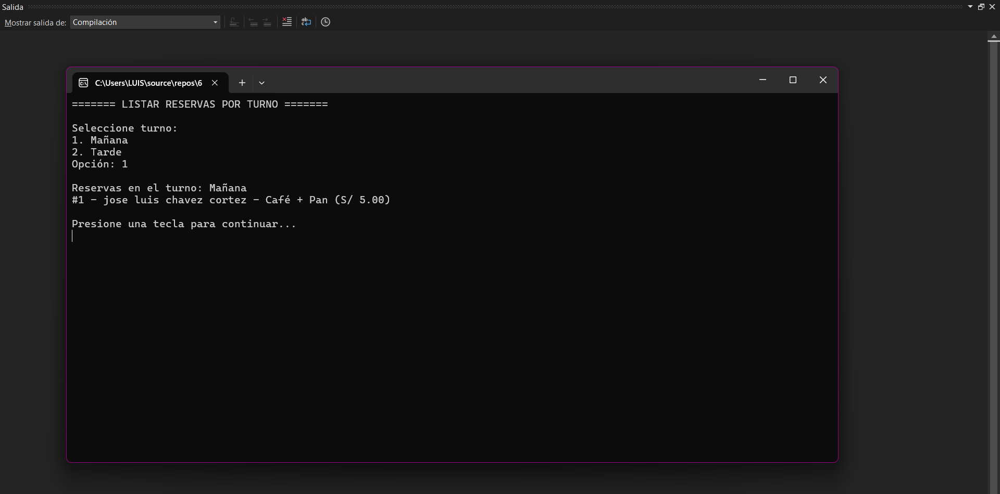 Salida
Mostrar salida de: Compilación
C:\Users\LUIS\source\repos\6
======= LISTAR RESERVAS POR TURNO =======
Seleccione turno:
1. Mañana
2. Tarde
Opción: 1
Reservas en el turno: Mañana
#1 - jose luis chavez cortez - Café + Pan (S/ 5.00)
Presione una tecla para continuar...